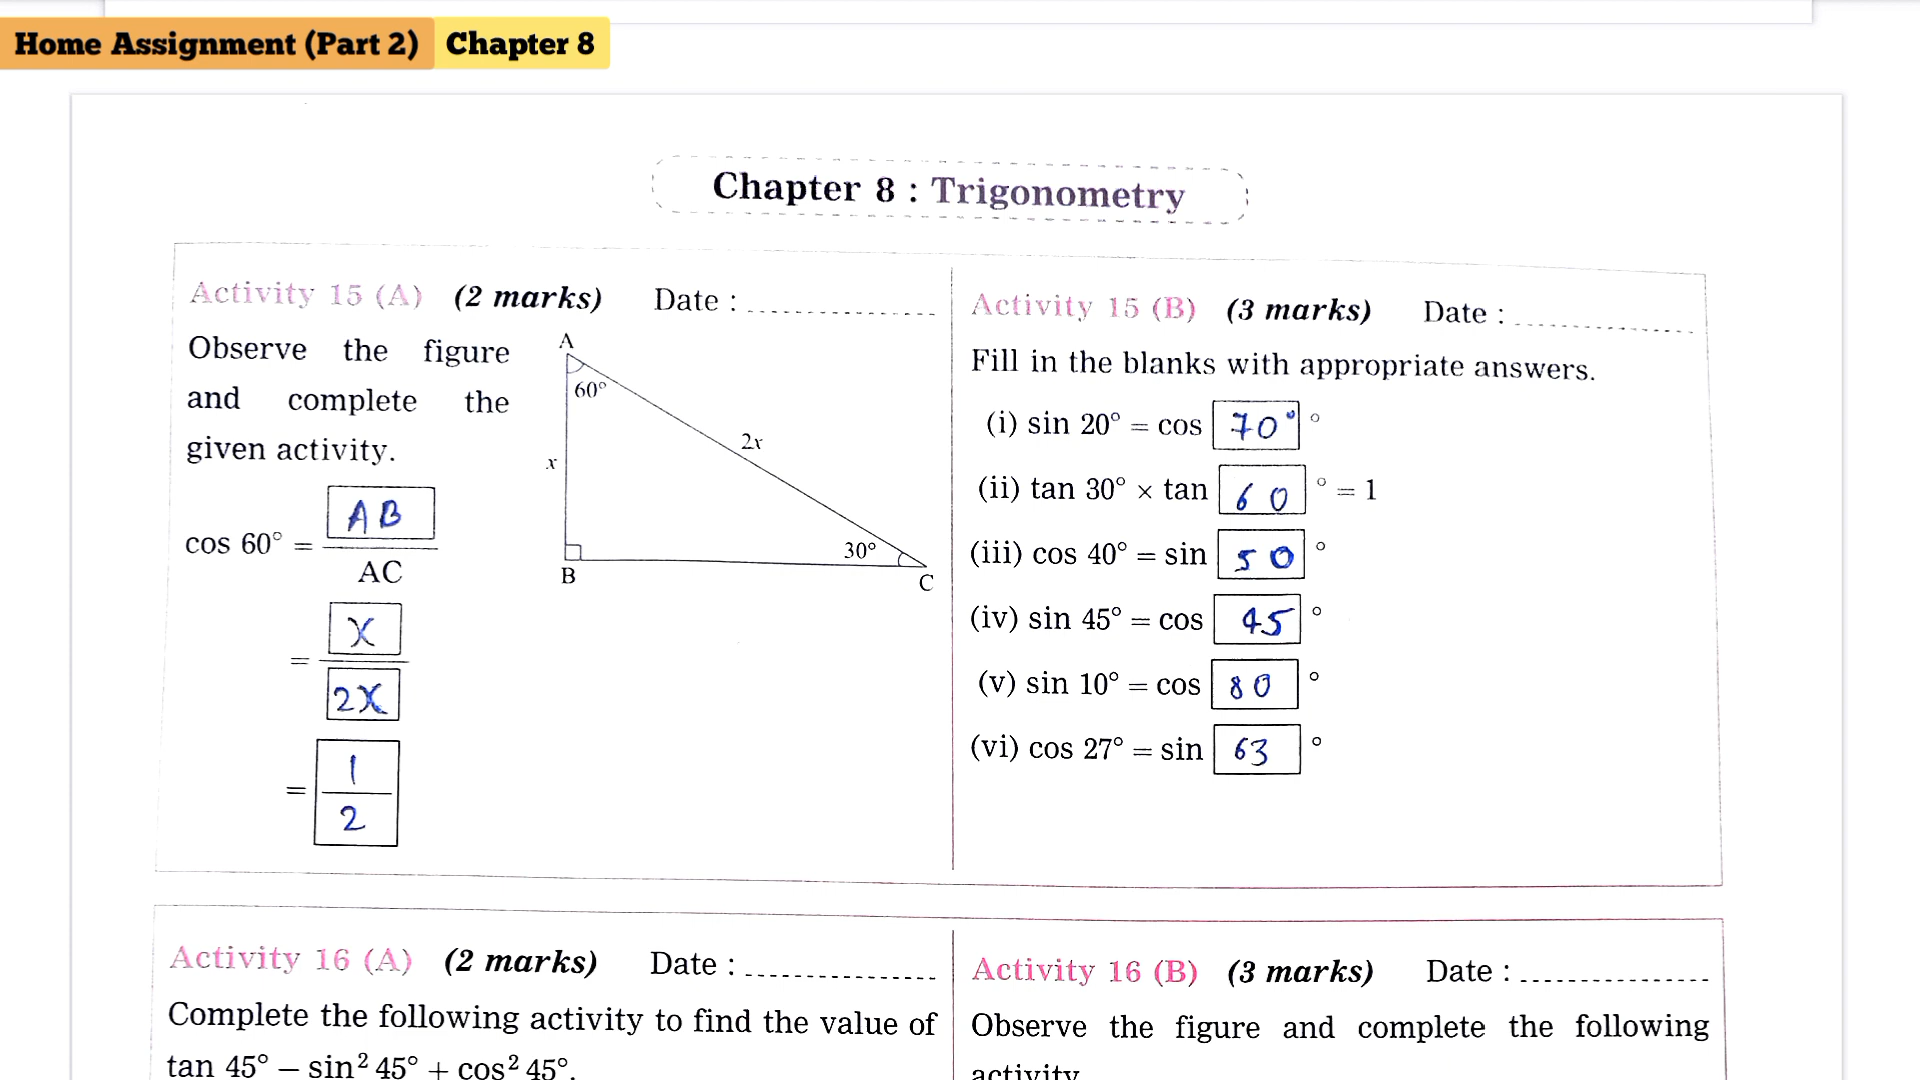 Home Assignment (Part 2) Chapter 8
Chapter 8 : Trigonometry
Activity 15 (A) (2 marks) Date :
Observe the figure
and complete the
given activity.
A
60°
x
2x
30°
B
C
cos 60° = AB
AC
= x
2x
= 1
2
Activity 15 (B) (3 marks) Date :
Fill in the blanks with appropriate answers.
(i) sin 20° = cos 70° °
(ii) tan 30° × tan 60 ° = 1
(iii) cos 40° = sin 50 °
(iv) sin 45° = cos 45 °
(v) sin 10° = cos 80 °
(vi) cos 27° = sin 63 °
Activity 16 (A) (2 marks) Date :
Complete the following activity to find the value of
tan 45° – sin² 45° + cos² 45°.
Activity 16 (B) (3 marks) Date :
Observe the figure and complete the following
activity.